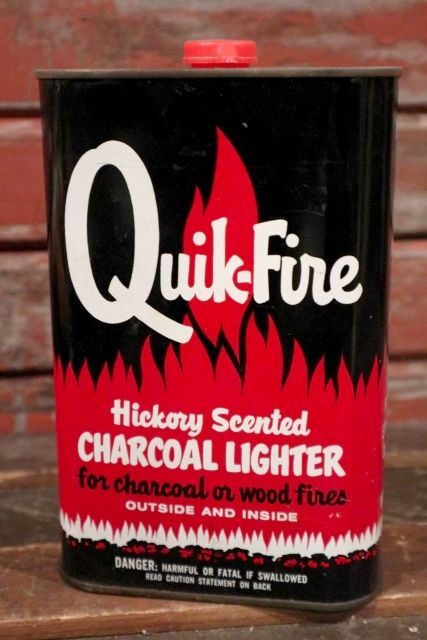 Quik-Fire
Hickory Scented
CHARCOAL LIGHTER
for charcoal or wood fires
OUTSIDE AND INSIDE
DANGER: HARMFUL OR FATAL IF SWALLOWED
READ CAUTION STATEMENT ON BACK